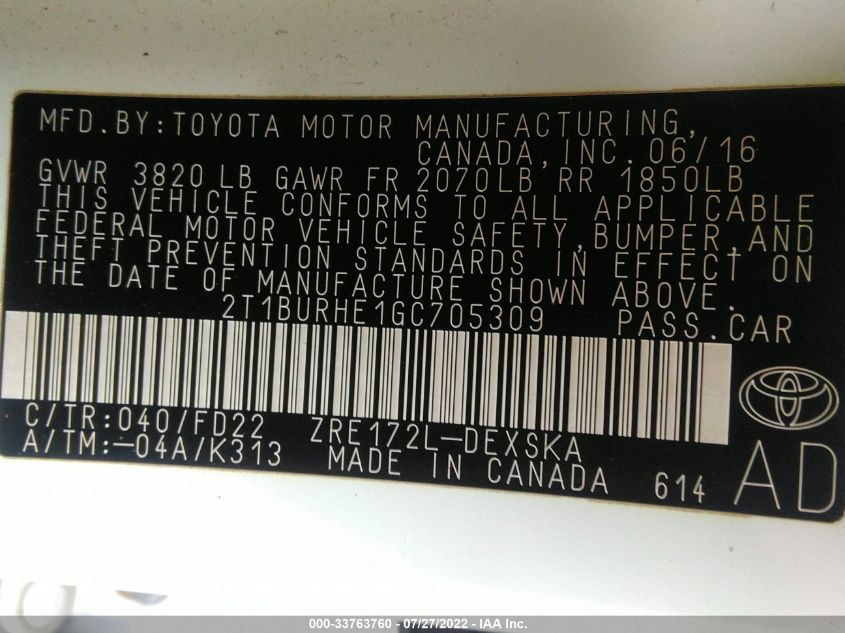 MFD.BY:TOYOTA MOTOR MANUFACTURING,
CANADA, INC. 06/16
GVWR 3820 LB GAWR FR 2070LB RR 1850LB
THIS VEHICLE CONFORMS TO ALL APPLICABLE
FEDERAL MOTOR VEHICLE SAFETY, BUMPER, AND
THEFT PREVENTION STANDARDS IN EFFECT ON
THE DATE OF MANUFACTURE SHOWN ABOVE.
2T1BURHE1GC705309 PASS.CAR
C/TR:040/FD22 ZRE172L-DEXSKA
A/TM:-04A/K313 MADE IN CANADA 614 AD
000-33763760 - 07/27/2022 - IAA Inc.